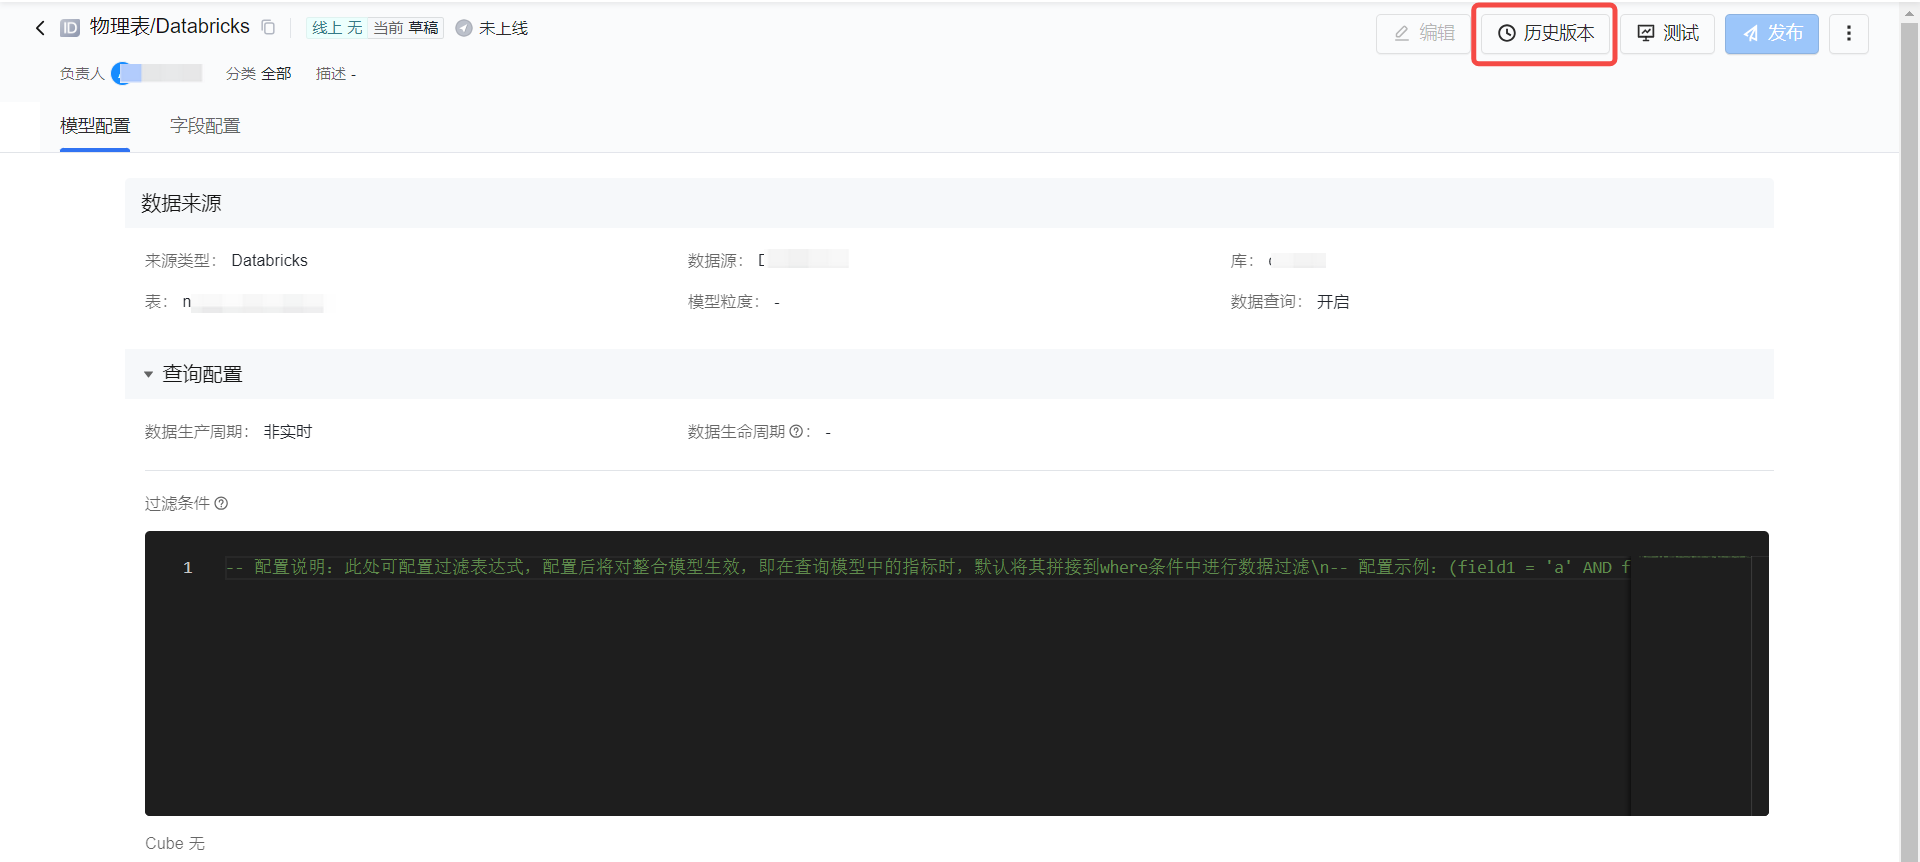 ID 物理表/Databricks 线上 无 当前 草稿 未上线 编辑 历史版本 测试 发布
负责人 分类 全部 描述 -
模型配置 字段配置
数据来源
来源类型： Databricks 数据源： 库：
表： n 模型粒度： - 数据查询： 开启
查询配置
数据生产周期： 非实时 数据生命周期 ： -
过滤条件
1 -- 配置说明：此处可配置过滤表达式，配置后将对整合模型生效，即在查询模型中的指标时，默认将其拼接到where条件中进行数据过滤\n-- 配置示例：(field1 = 'a' AND f
Cube 无